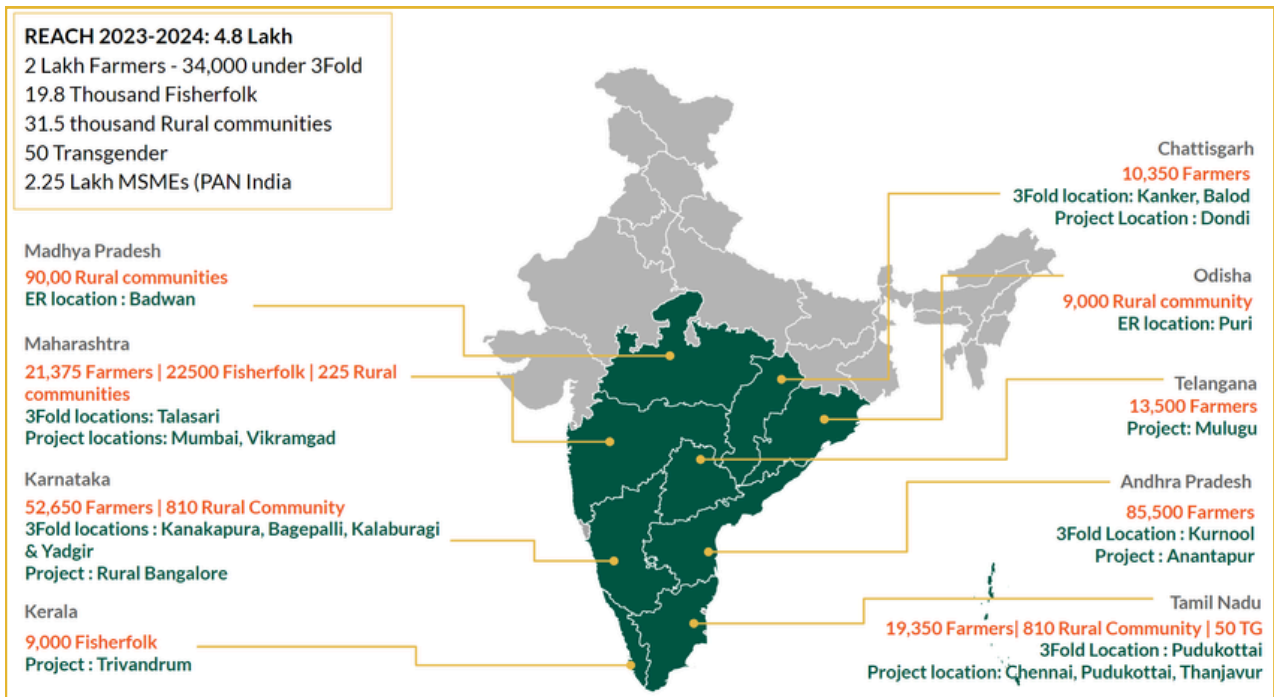 REACH 2023-2024: 4.8 Lakh
2 Lakh Farmers - 34,000 under 3Fold
19.8 Thousand Fisherfolk
31.5 thousand Rural communities
50 Transgender
2.25 Lakh MSMEs (PAN India
Madhya Pradesh
90,00 Rural communities
ER location : Badwan
Maharashtra
21,375 Farmers | 22500 Fisherfolk | 225 Rural
communities
3Fold locations: Talasari
Project locations: Mumbai, Vikramgad
Karnataka
52,650 Farmers | 810 Rural Community
3Fold locations : Kanakapura, Bagepalli, Kalaburagi
& Yadgir
Project : Rural Bangalore
Kerala
9,000 Fisherfolk
Project : Trivandrum
Chattisgarh
10,350 Farmers
3Fold location: Kanker, Balod
Project Location : Dondi
Odisha
9,000 Rural community
ER location: Puri
Telangana
13,500 Farmers
Project: Mulugu
Andhra Pradesh
85,500 Farmers
3Fold Location : Kurnool
Project : Anantapur
Tamil Nadu
19,350 Farmers| 810 Rural Community | 50 TG
3Fold Location : Pudukottai
Project location: Chennai, Pudukottai, Thanjavur